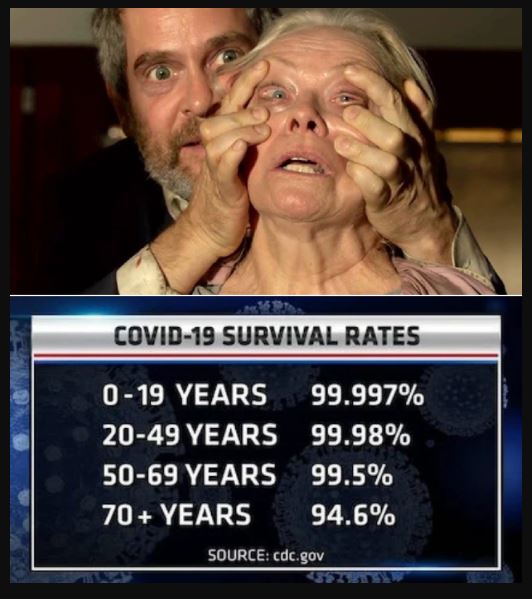 COVID-19 SURVIVAL RATES
0-19 YEARS 99.997%
20-49 YEARS 99.98%
50-69 YEARS 99.5%
70+ YEARS 94.6%
SOURCE: cdc.gov